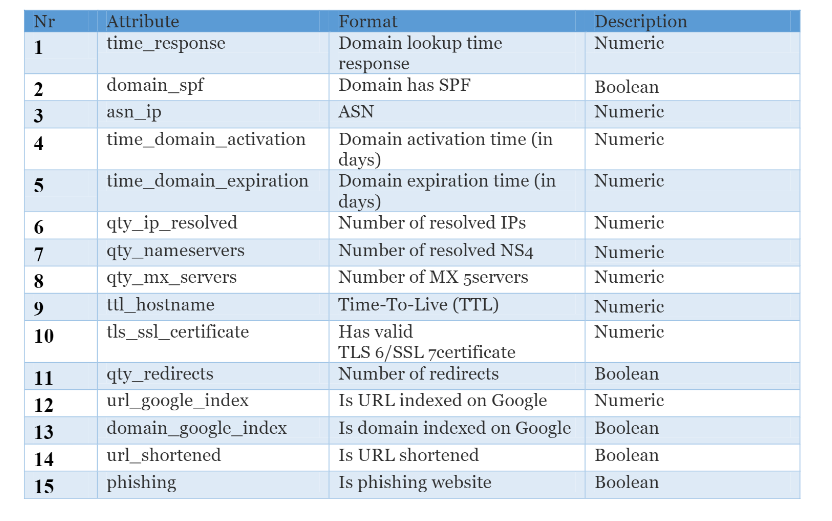 Nr Attribute Format Description
1 time_response Domain lookup time Numeric
response
2 domain_spf Domain has SPF Boolean
3 asn_ip ASN Numeric
4 time_domain_activation Domain activation time (in Numeric
days)
5 time_domain_expiration Domain expiration time (in Numeric
days)
6 qty_ip_resolved Number of resolved IPs Numeric
7 qty_nameservers Number of resolved NS4 Numeric
8 qty_mx_servers Number of MX 5servers Numeric
9 ttl_hostname Time-To-Live (TTL) Numeric
10 tls_ssl_certificate Has valid Numeric
TLS 6/SSL 7certificate
11 qty_redirects Number of redirects Boolean
12 url_google_index Is URL indexed on Google Numeric
13 domain_google_index Is domain indexed on Google Boolean
14 url_shortened Is URL shortened Boolean
15 phishing Is phishing website Boolean